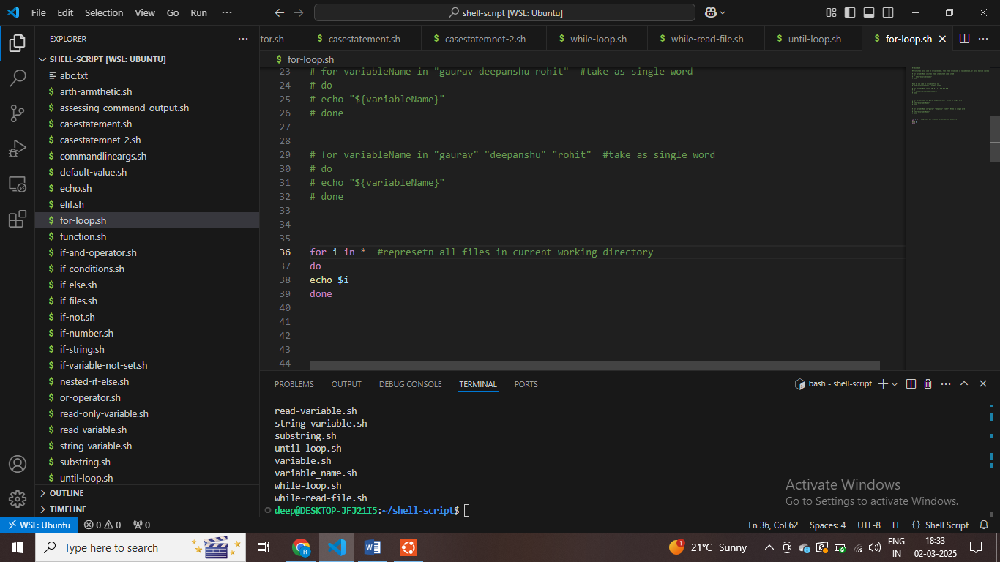 File Edit Selection View Go Run ···
shell-script [WSL: Ubuntu]
EXPLORER ···
tor.sh $ casestatement.sh $ casestatemnet-2.sh $ while-loop.sh $ while-read-file.sh $ until-loop.sh $ for-loop.sh
$ for-loop.sh
SHELL-SCRIPT [WSL: UBUNTU]
abc.txt
$ arth-armthetic.sh
$ assessing-command-output.sh
$ casestatement.sh
$ casestatemnet-2.sh
$ commandlineargs.sh
$ default-value.sh
$ echo.sh
$ elif.sh
$ for-loop.sh
$ function.sh
$ if-and-operator.sh
$ if-conditions.sh
$ if-else.sh
$ if-files.sh
$ if-not.sh
$ if-number.sh
$ if-string.sh
$ if-variable-not-set.sh
$ nested-if-else.sh
$ or-operator.sh
$ read-only-variable.sh
$ read-variable.sh
$ string-variable.sh
$ substring.sh
$ until-loop.sh
OUTLINE
TIMELINE
23 # for variableName in "gaurav deepanshu rohit"  #take as single word
24 # do
25 # echo "${variableName}"
26 # done
27
28
29 # for variableName in "gaurav" "deepanshu" "rohit"  #take as single word
30 # do
31 # echo "${variableName}"
32 # done
33
34
35
36 for i in *  #represetn all files in current working directory
37 do
38 echo $i
39 done
40
41
42
43
44
PROBLEMS OUTPUT DEBUG CONSOLE TERMINAL PORTS
bash - shell-script
read-variable.sh
string-variable.sh
substring.sh
until-loop.sh
variable.sh
variable_name.sh
while-loop.sh
while-read-file.sh
deep@DESKTOP-JFJ21I5:~/shell-script$
Activate Windows
Go to Settings to activate Windows.
WSL: Ubuntu 0 0 0 Ln 36, Col 62 Spaces: 4 UTF-8 LF {} Shell Script
Type here to search
1 21°C Sunny
ENG
IN
18:33
02-03-2025